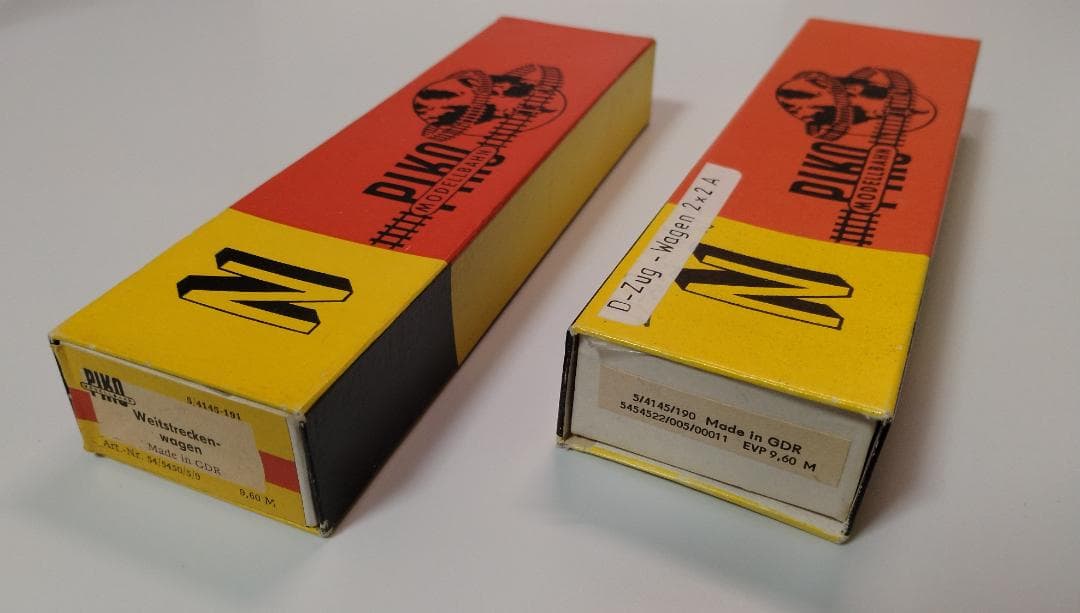 PIKO
MODELLBAHN
N
PIKO
5/4145-191
Weitstrecken-
wagen
Made in GDR
Art.-Nr. 54/5450/5/9
9,60 M
PIKO
MODELLBAHN
D-Zug-Wagen 2x2 A
N
5/4145/190 Made in GDR
5454522/005/00011 EVP 9,60 M